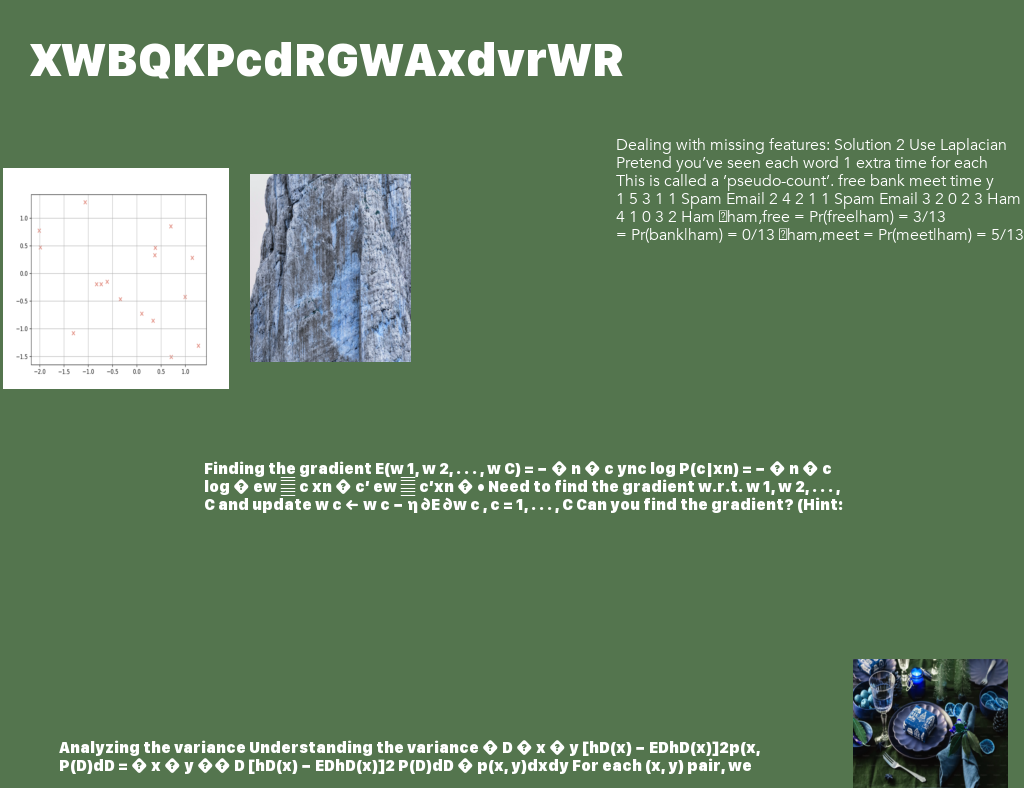 XWBQKPcdRGWAxdvrWR
Dealing with missing features: Solution 2 Use Laplacian
Pretend you've seen each word 1 extra time for each
This is called a 'pseudo-count'. free bank meet time y
1 5 3 1 1 Spam Email 2 4 2 1 1 Spam Email 3 2 0 2 3 Ham
4 1 0 3 2 Ham �ham,free = Pr(free|ham) = 3/13
= Pr(bank|ham) = 0/13 �ham,meet = Pr(meet|ham) = 5/13
1.0
0.5
0.0
−0.5
−1.0
−1.5
−2.0 −1.5 −1.0 −0.5 0.0 0.5 1.0
Finding the gradient E(w 1, w 2, . . . , w C) = − � n � c ync log P(c|xn) = − � n � c
log � ew ▤ c xn � c′ ew ▤ c′xn � • Need to find the gradient w.r.t. w 1, w 2, . . . ,
C and update w c ← w c − η ∂E ∂w c , c = 1, . . . , C Can you find the gradient? (Hint:
Analyzing the variance Understanding the variance � D � x � y [hD(x) − EDhD(x)]2p(x,
P(D)dD = � x � y �� D [hD(x) − EDhD(x)]2 P(D)dD � p(x, y)dxdy For each (x, y) pair, we